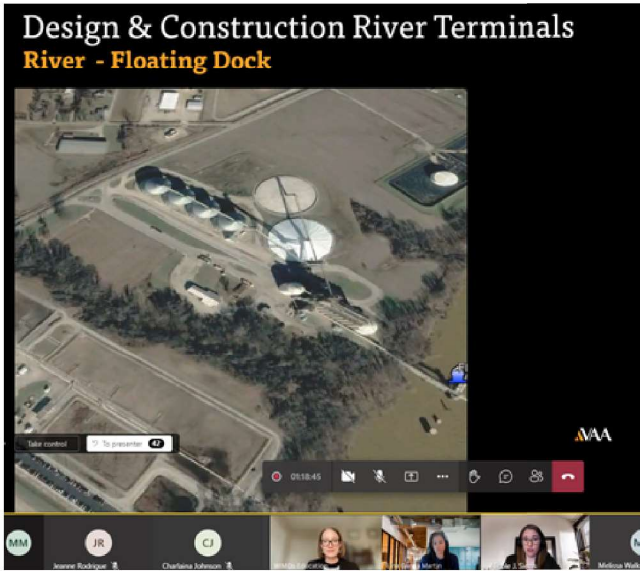 Design & Construction River Terminals
River - Floating Dock
VAA
Take control
To presenter 42
01:18:45
MM
JR
CJ
Jeanne Rodrigue
Charlaina Johnson
Martin
M